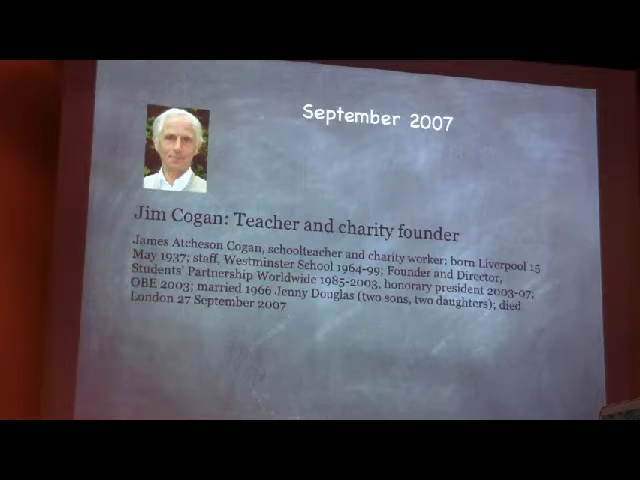 September 2007
Jim Cogan: Teacher and charity founder
James Atcheson Cogan, schoolteacher and charity worker: born Liverpool 15
May 1937; staff, Westminster School 1964-99; Founder and Director,
Students' Partnership Worldwide 1985-2003, honorary president 2003-07;
OBE 2003; married 1966 Jenny Douglas (two sons, two daughters); died
London 27 September 2007